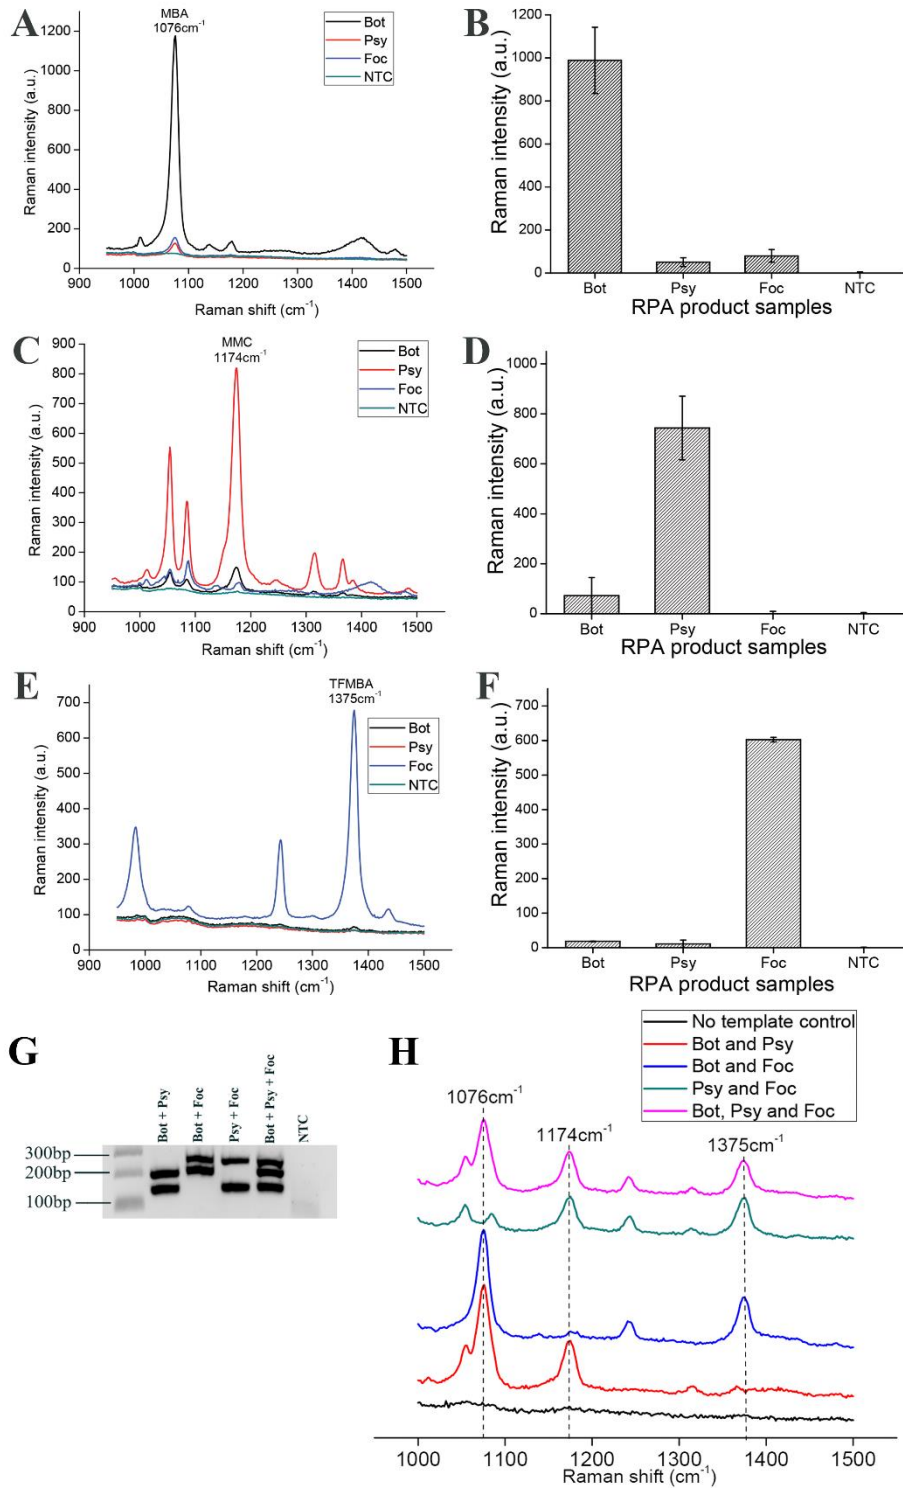 A
MBA
1076cm-1
Bot
Psy
Foc
NTC
1200
1000
800
600
400
200
0
Raman intensity (a.u.)
1000 1100 1200 1300 1400 1500
Raman shift (cm-1)
B
1200
1000
800
600
400
200
0
Raman intensity (a.u.)
Bot Psy Foc NTC
RPA product samples
C
MMC
1174cm-1
Bot
Psy
Foc
NTC
900
800
700
600
500
400
300
200
100
0
Raman intensity (a.u.)
900 1000 1100 1200 1300 1400 1500
Raman shift (cm-1)
D
1000
800
600
400
200
0
Raman intensity (a.u.)
Bot Psy Foc NTC
RPA product samples
E
TFMBA
1375cm-1
Bot
Psy
Foc
NTC
700
600
500
400
300
200
100
0
Raman intensity (a.u.)
900 1000 1100 1200 1300 1400 1500
Raman shift (cm-1)
F
700
600
500
400
300
200
100
0
Raman intensity (a.u.)
Bot Psy Foc NTC
RPA product samples
G
Bot + Psy
Bot + Foc
Psy + Foc
Bot + Psy + Foc
NTC
300bp
200bp
100bp
H
No template control
Bot and Psy
Bot and Foc
Psy and Foc
Bot, Psy and Foc
1076cm-1
1174cm-1
1375cm-1
1000 1100 1200 1300 1400 1500
Raman shift (cm-1)